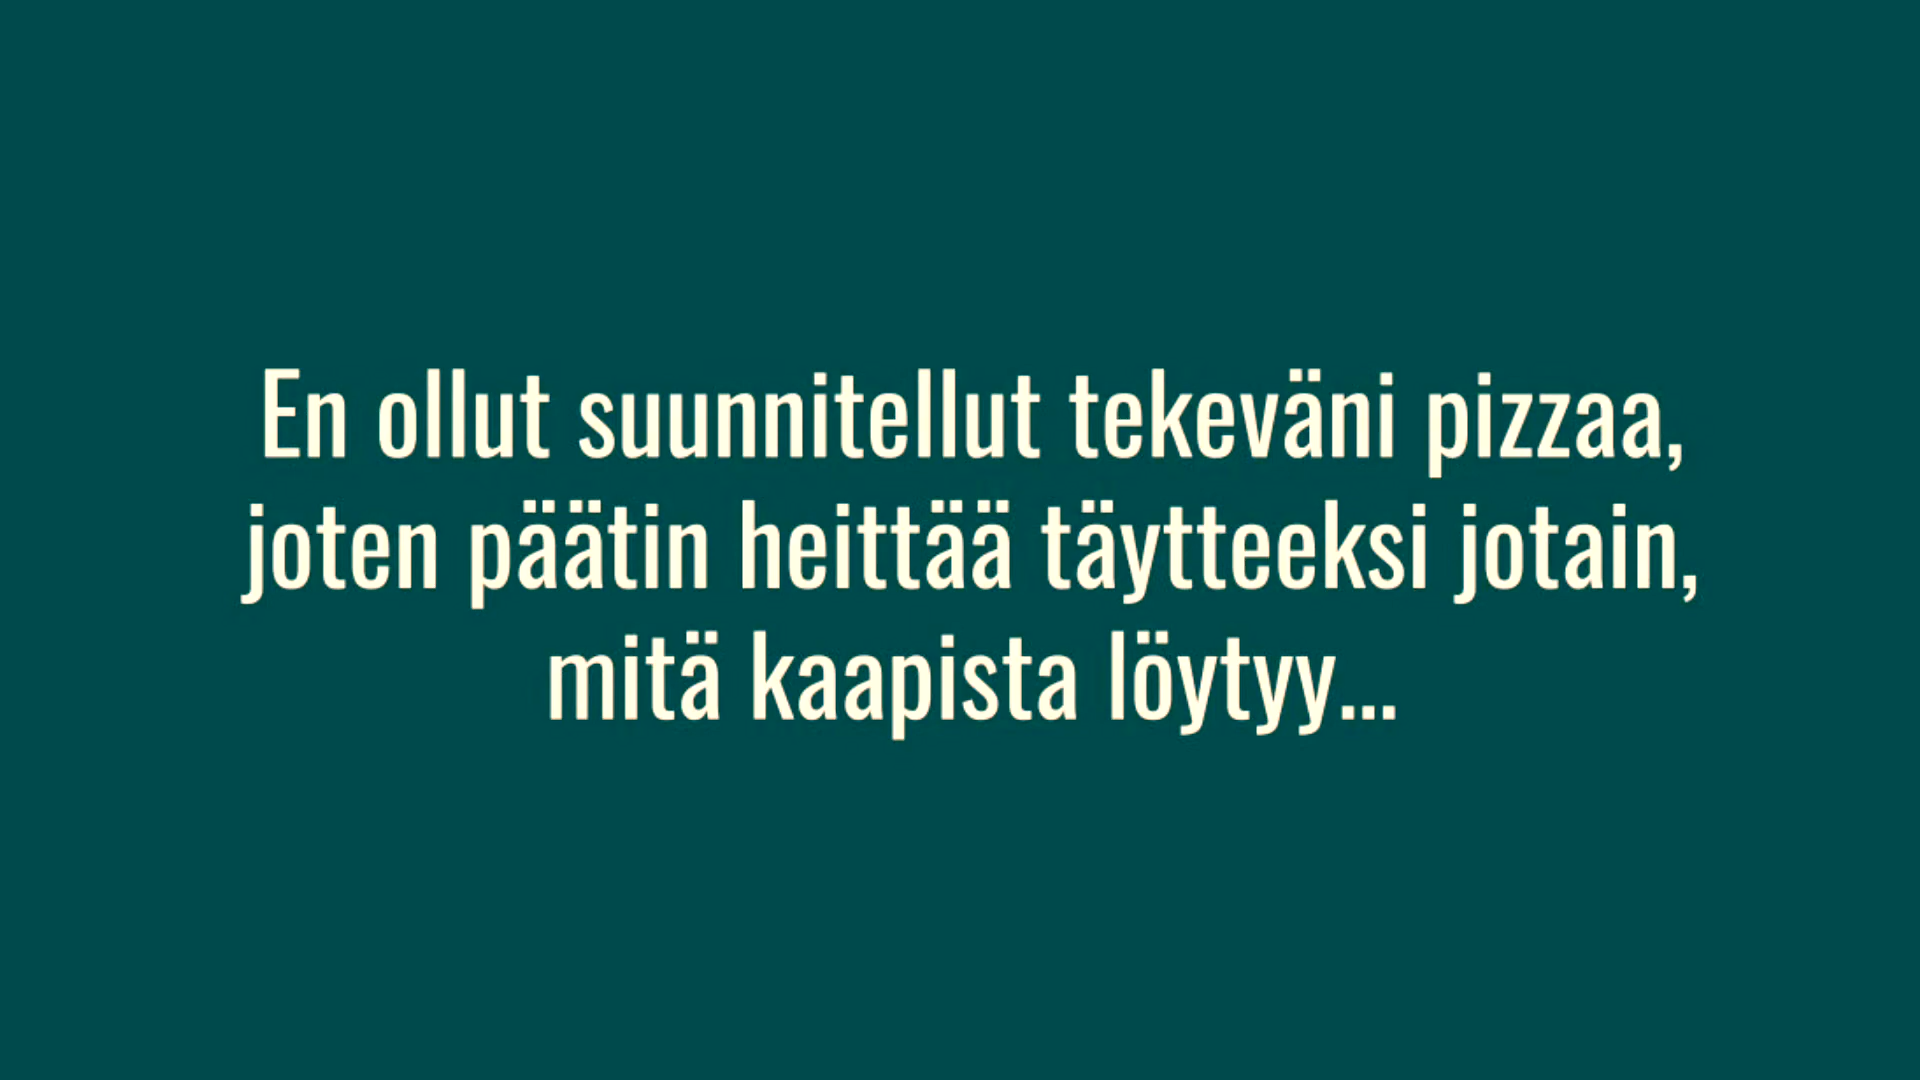 En ollut suunnitellut tekeväni pizzaa,
joten päätin heittää täytteeksi jotain,
mitä kaapista löytyy...